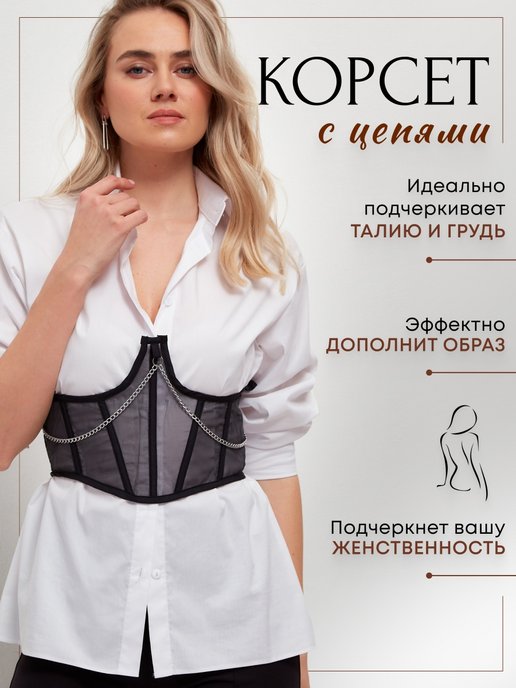 КОРСЕТ
с цепями
Идеально
подчеркивает
ТАЛИЮ И ГРУДЬ
Эффектно
ДОПОЛНИТ ОБРАЗ
Подчеркнет вашу
ЖЕНСТВЕННОСТЬ